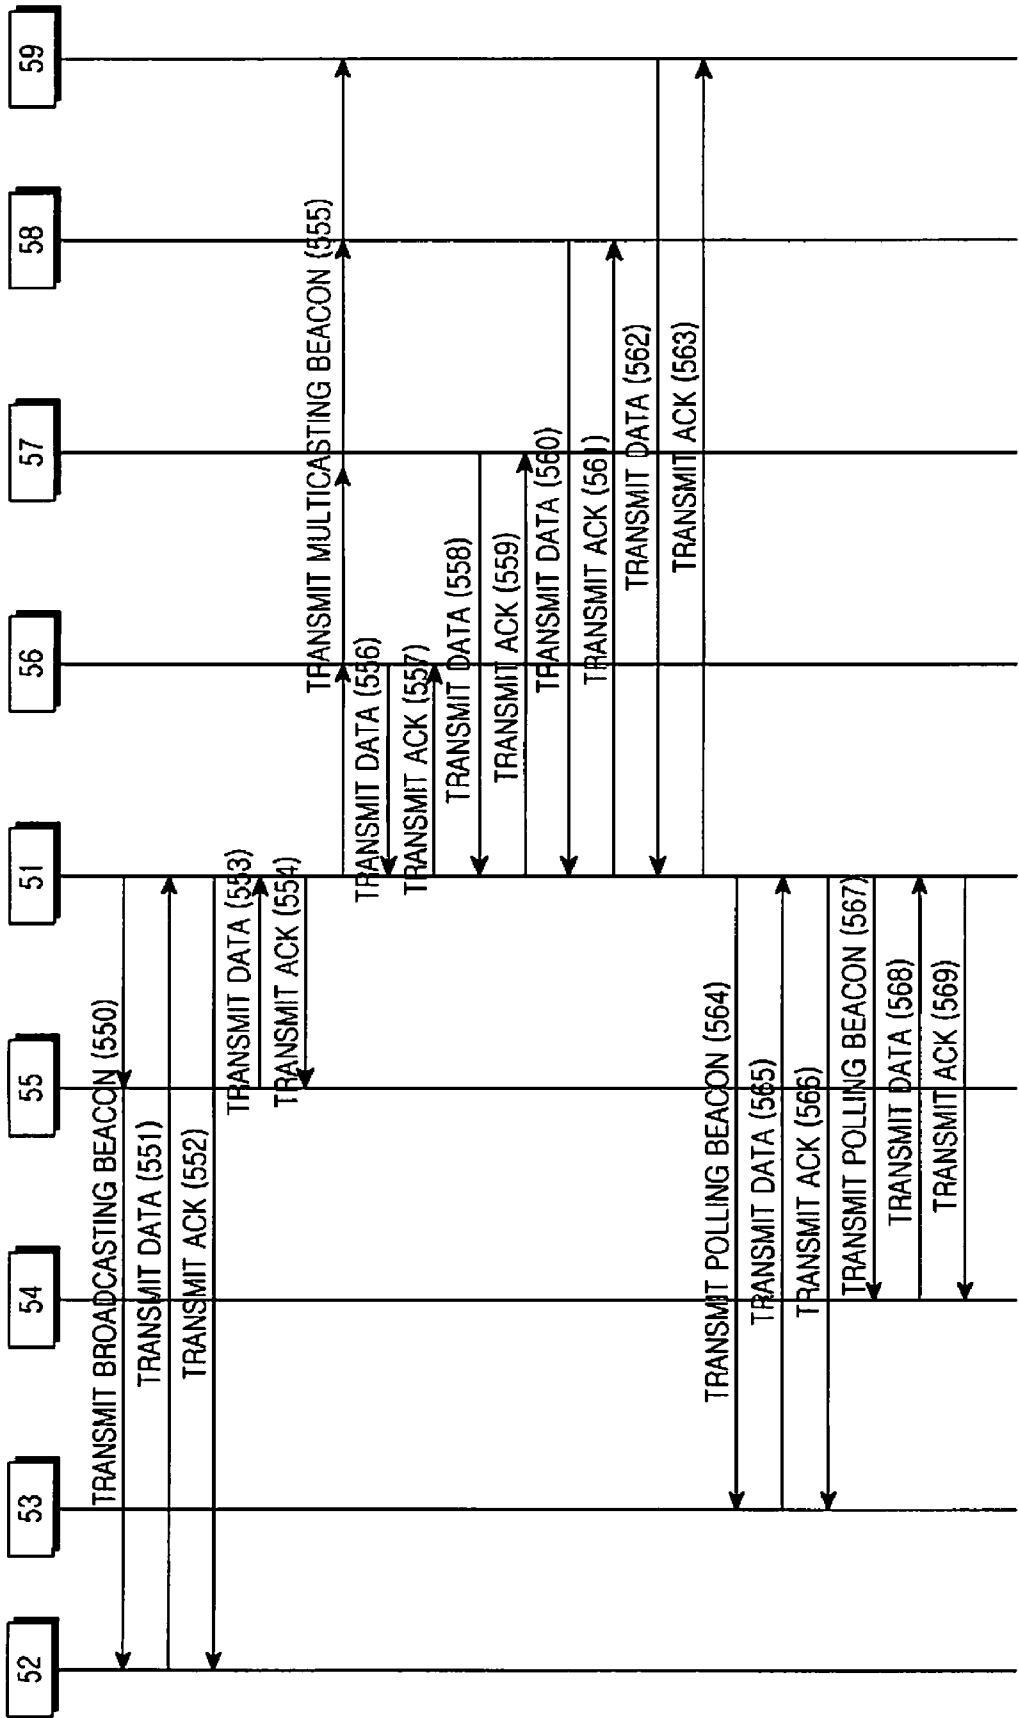 52
53
54
55
51
56
57
58
59
TRANSMIT BROADCASTING BEACON (550)
TRANSMIT DATA (551)
TRANSMIT ACK (552)
TRANSMIT DATA (553)
TRANSMIT ACK (554)
TRANSMIT MULTICASTING BEACON (555)
TRANSMIT DATA (556)
TRANSMIT ACK (557)
TRANSMIT DATA (558)
TRANSMIT ACK (559)
TRANSMIT DATA (560)
TRANSMIT ACK (561)
TRANSMIT DATA (562)
TRANSMIT ACK (563)
TRANSMIT POLLING BEACON (564)
TRANSMIT DATA (565)
TRANSMIT ACK (566)
TRANSMIT POLLING BEACON (567)
TRANSMIT DATA (568)
TRANSMIT ACK (569)